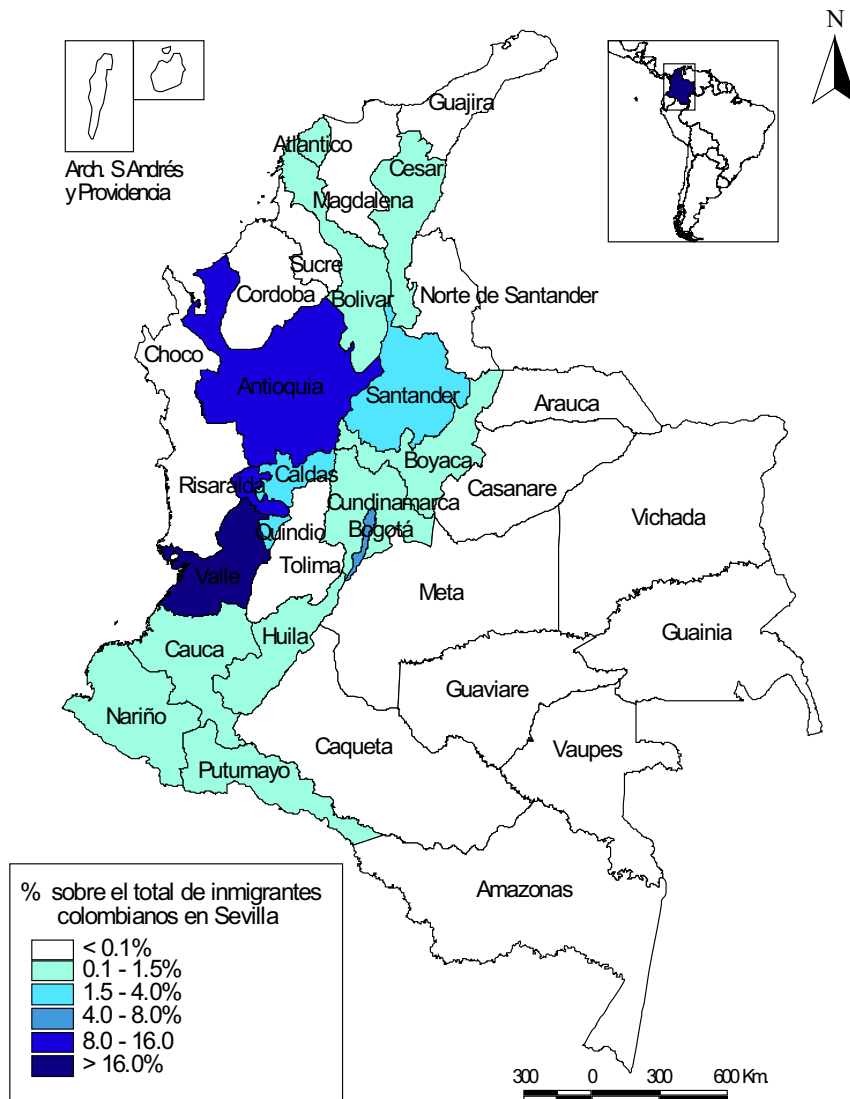 N
Arch. S Andrés
y Providencia
Guajira
Atlantico
Cesar
Magdalena
Sucre
Cordoba
Bolivar
Norte de Santander
Choco
Antioquia
Santander
Arauca
Boyaca
Caldas
Risaralda
Casanare
Cundinamarca
Vichada
Bogotá
Quindio
Tolima
Valle
Meta
Guainia
Huila
Cauca
Guaviare
Nariño
Caqueta
Vaupes
Putumayo
Amazonas
% sobre el total de inmigrantes
colombianos en Sevilla
< 0.1%
0.1 - 1.5%
1.5 - 4.0%
4.0 - 8.0%
8.0 - 16.0
> 16.0%
300 0 300 600 Km.